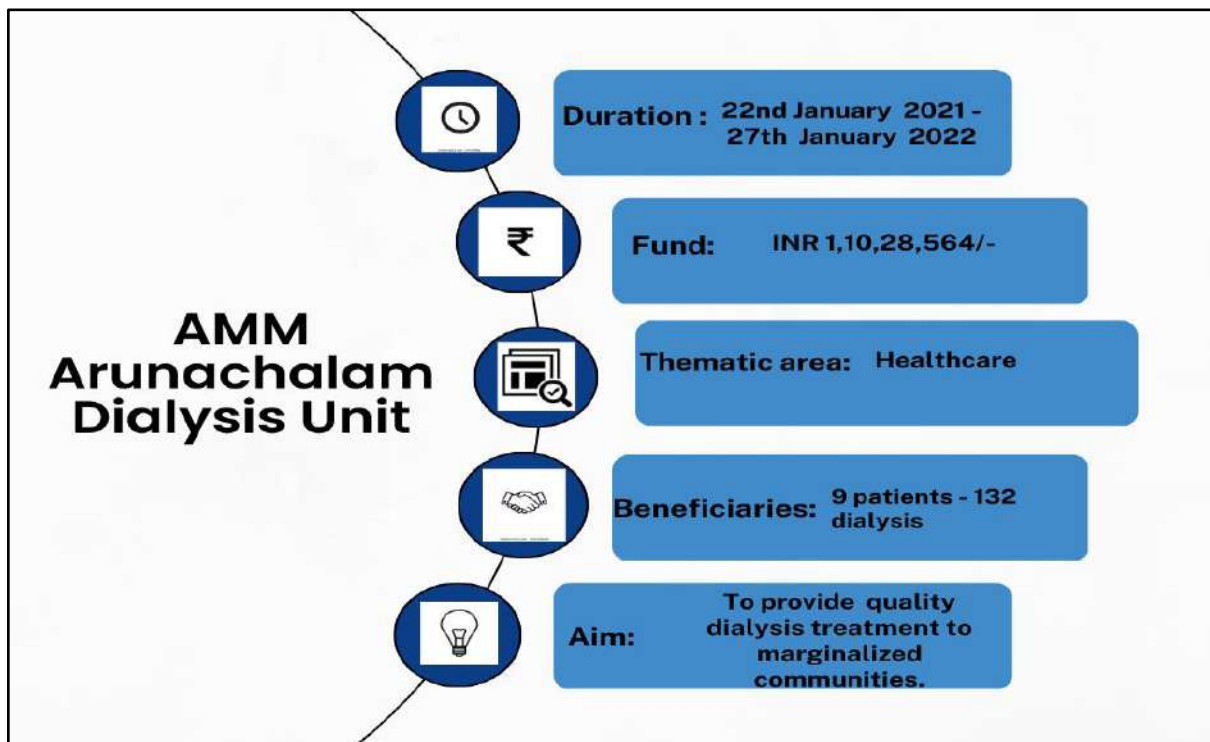 AMM
Arunachalam
Dialysis Unit
Duration : 22nd January 2021 -
27th January 2022
Fund: INR 1,10,28,564/-
₹
Thematic area: Healthcare
Beneficiaries: 9 patients - 132
dialysis
Aim: To provide quality
dialysis treatment to
marginalized
communities.